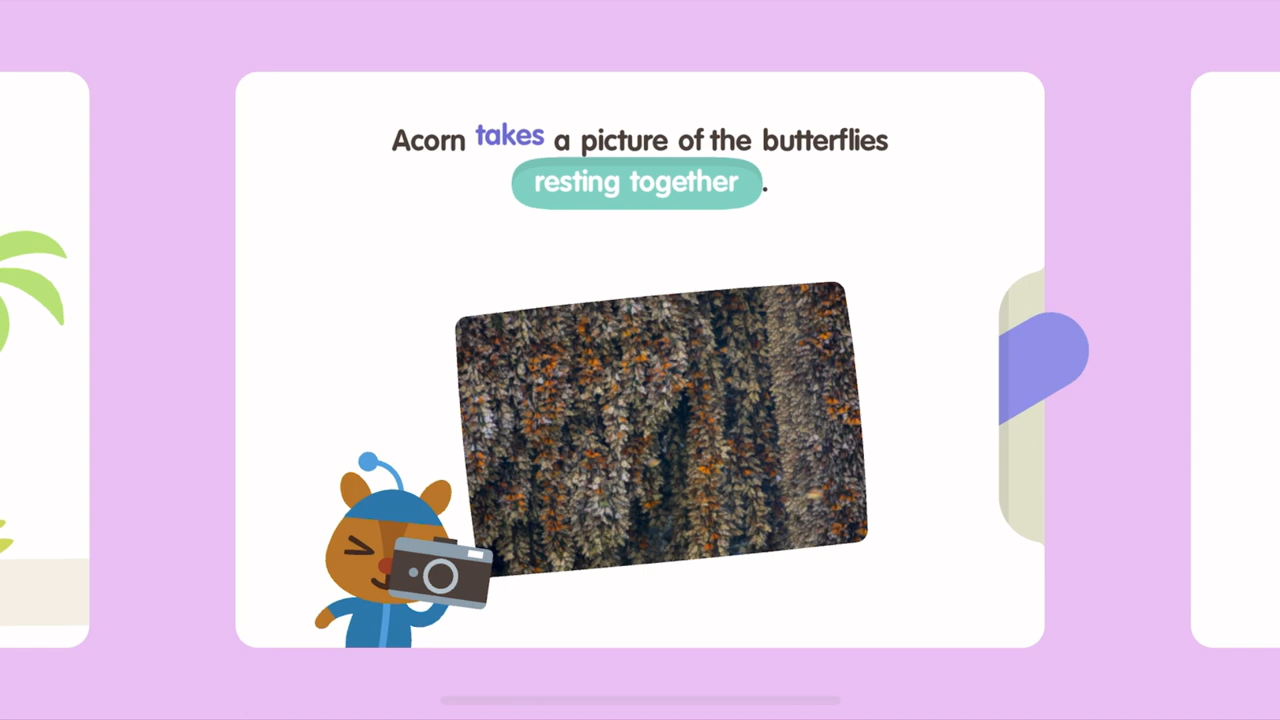 Acorn takes a picture of the butterflies
resting together.